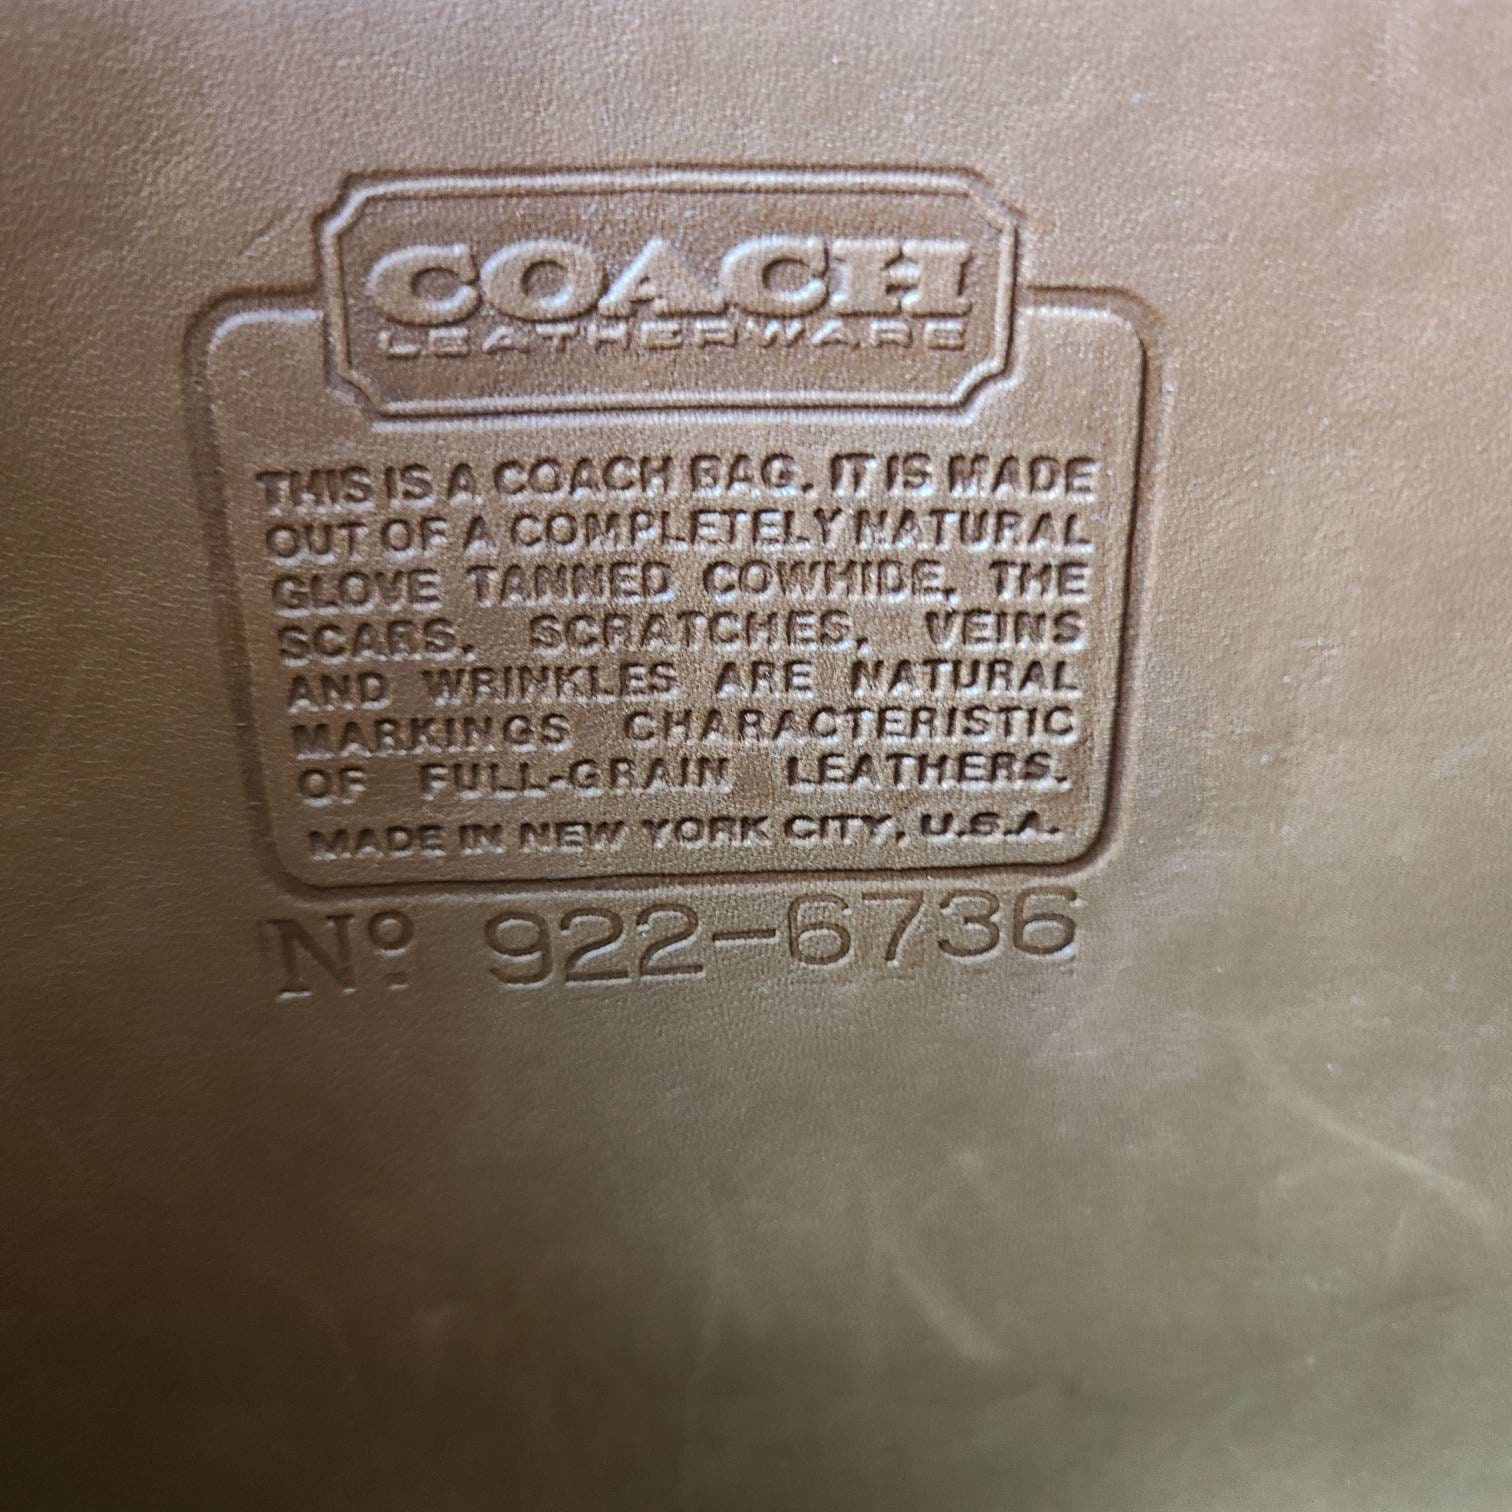 COACH
LEATHERWARE
THIS IS A COACH BAG. IT IS MADE
OUT OF A COMPLETELY NATURAL
GLOVE TANNED COWHIDE, THE
SCARS, SCRATCHES, VEINS
AND WRINKLES ARE NATURAL
MARKINGS CHARACTERISTIC
OF FULL-GRAIN LEATHERS.
MADE IN NEW YORK CITY, U.S.A.
Nº 922-6736